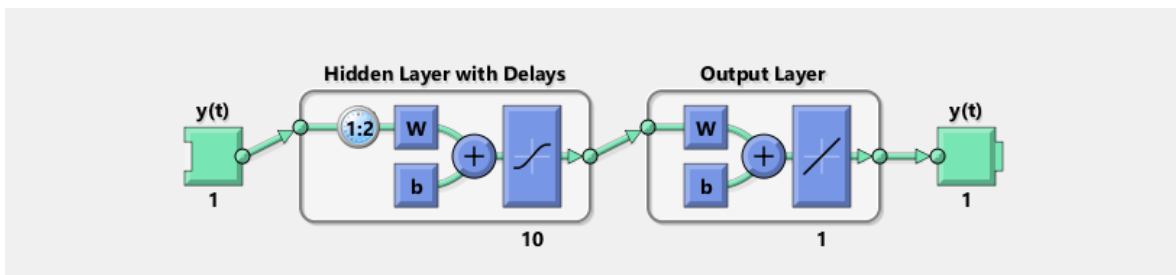 Hidden Layer with Delays
Output Layer
y(t)
y(t)
1:2
W
W
+
+
b
b
1
1
10
1